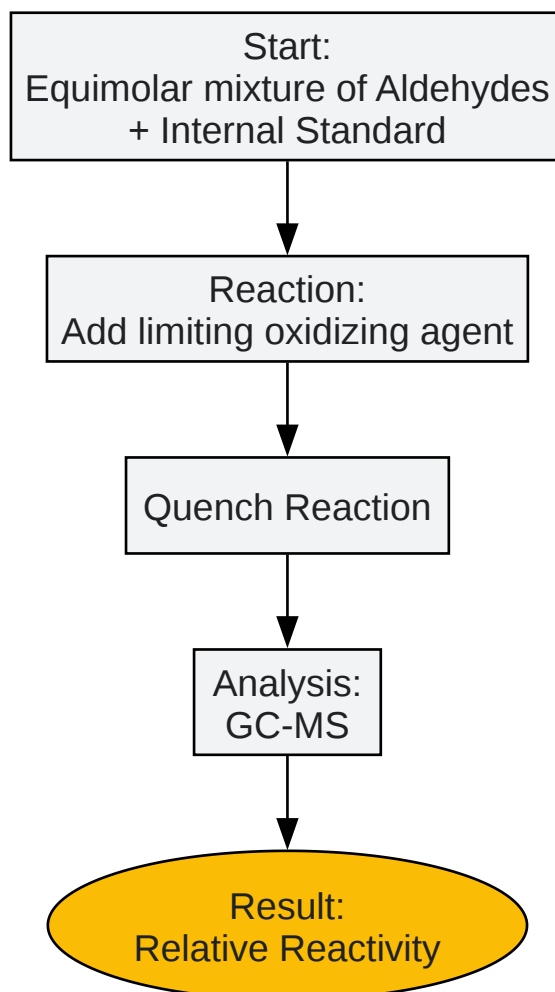 Start:
Equimolar mixture of Aldehydes
+ Internal Standard
Reaction:
Add limiting oxidizing agent
Quench Reaction
Analysis:
GC-MS
Result:
Relative Reactivity